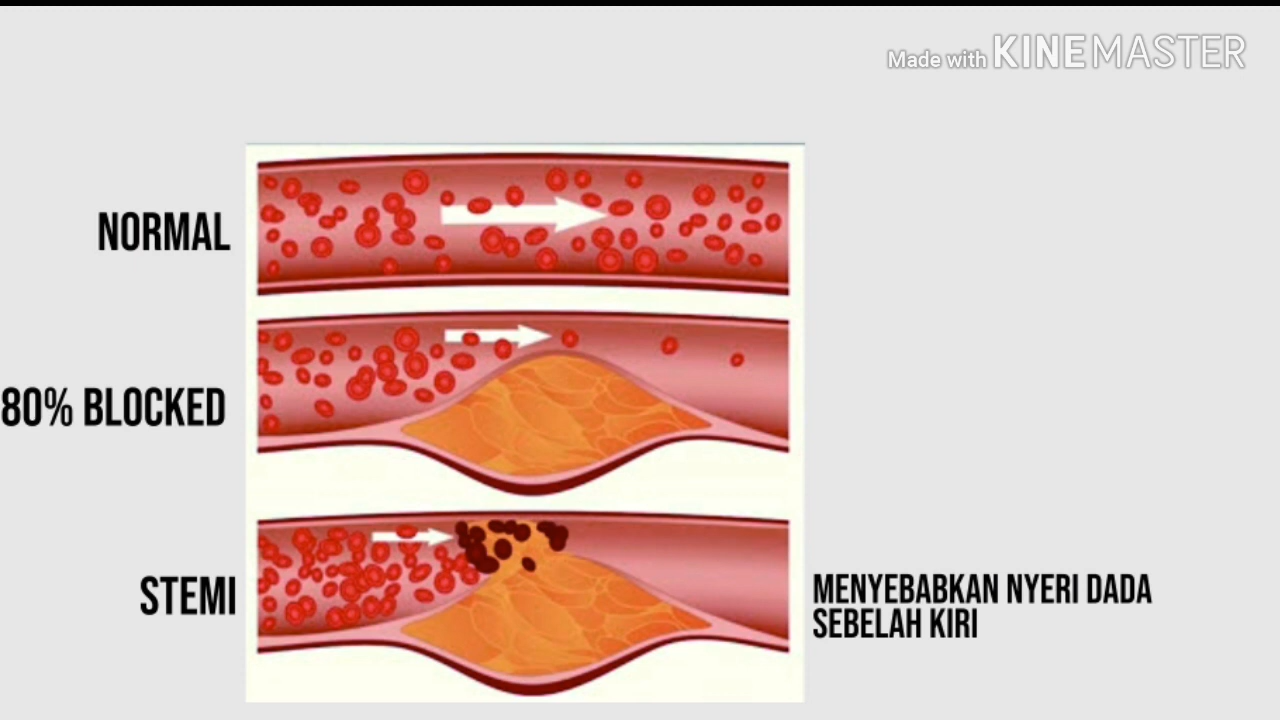 Made with KINEMASTER
NORMAL
80% BLOCKED
STEMI
MENYEBABKAN NYERI DADA
SEBELAH KIRI